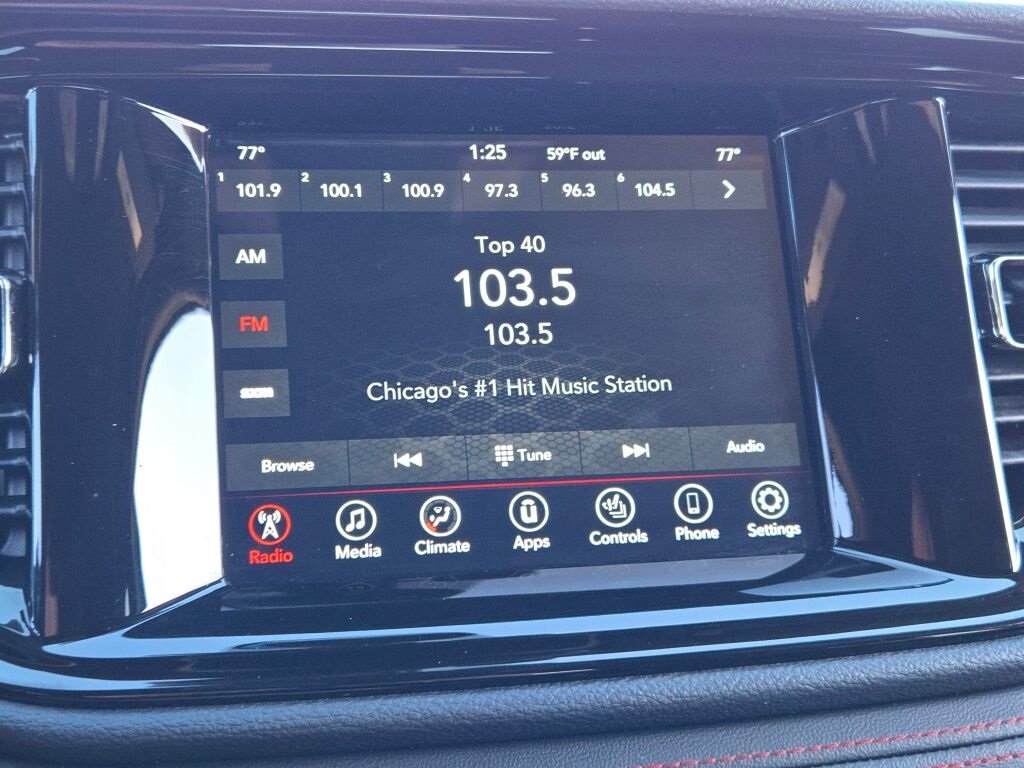 77° 1:25 59°F out 77°
1 101.9 2 100.1 3 100.9 4 97.3 5 96.3 6 104.5
AM
Top 40
103.5
FM
103.5
Chicago's #1 Hit Music Station
Browse Tune Audio
Radio Media Climate Apps Controls Phone Settings